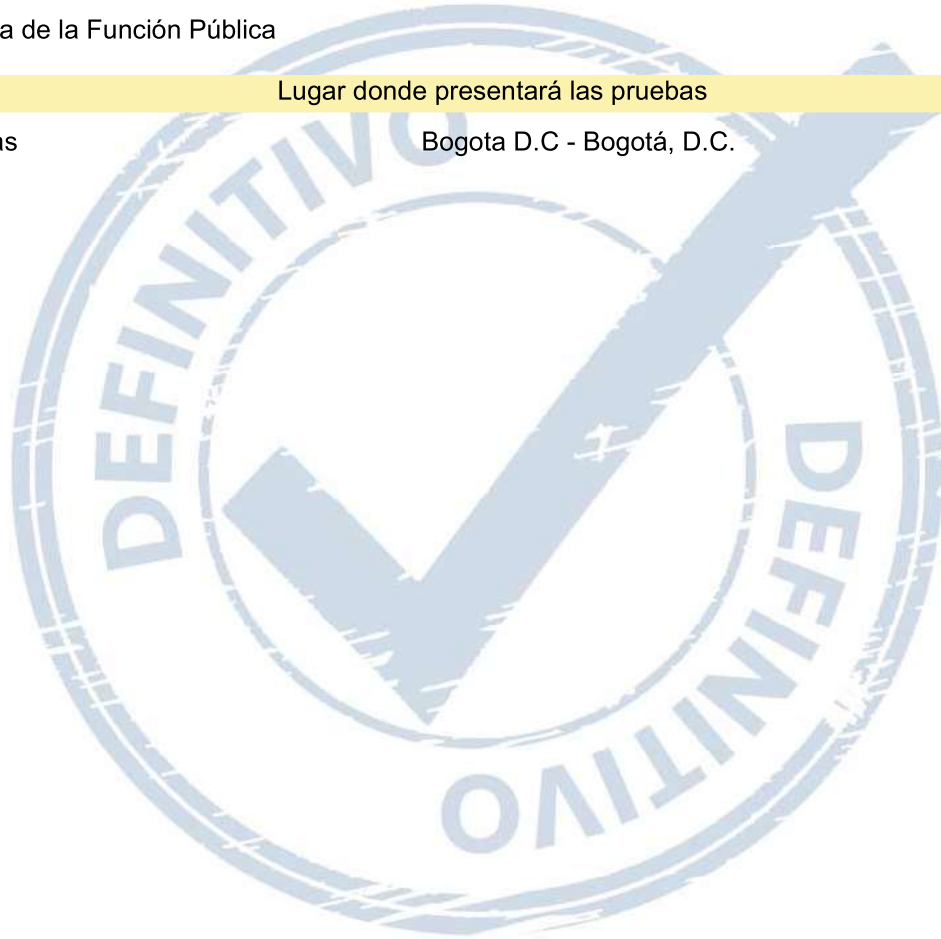 a de la Función Pública
Lugar donde presentará las pruebas
as
Bogota D.C - Bogotá, D.C.
DEFINITIVO
DEFINITIVO